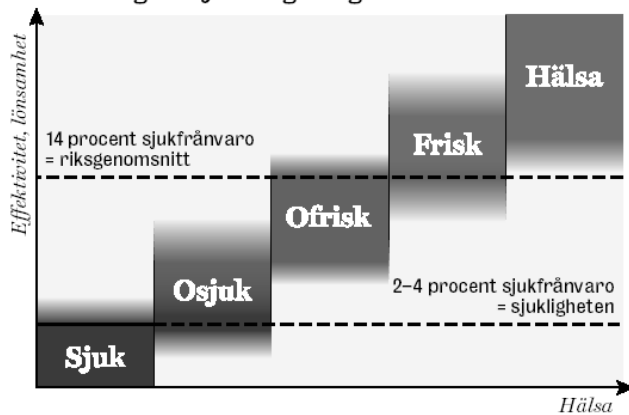 Effektivitet, lönsamhet
Hälsa
Frisk
14 procent sjukfrånvaro
= riksgenomsnitt
Ofrisk
Osjuk
2–4 procent sjukfrånvaro
= sjukligheten
Sjuk
Hälsa